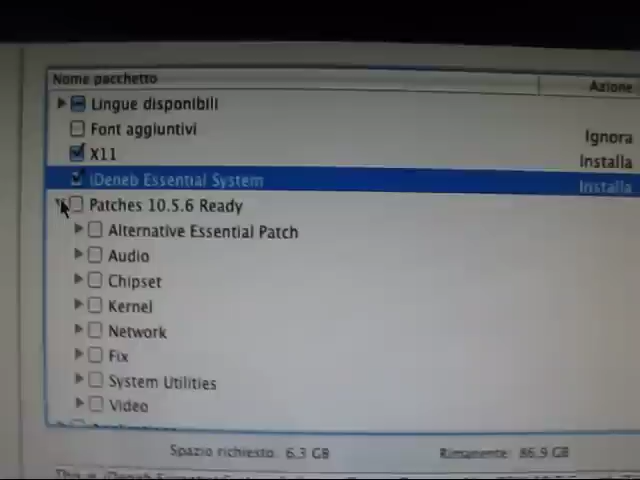 Nome pacchetto Azione
Lingue disponibili
Font aggiuntivi Ignora
X11 Installa
iDeneb Essential System Installa
Patches 10.5.6 Ready
Alternative Essential Patch
Audio
Chipset
Kernel
Network
Fix
System Utilities
Video
Spazio richiesto: 6.3 GB Rimanente: 86.9 GB